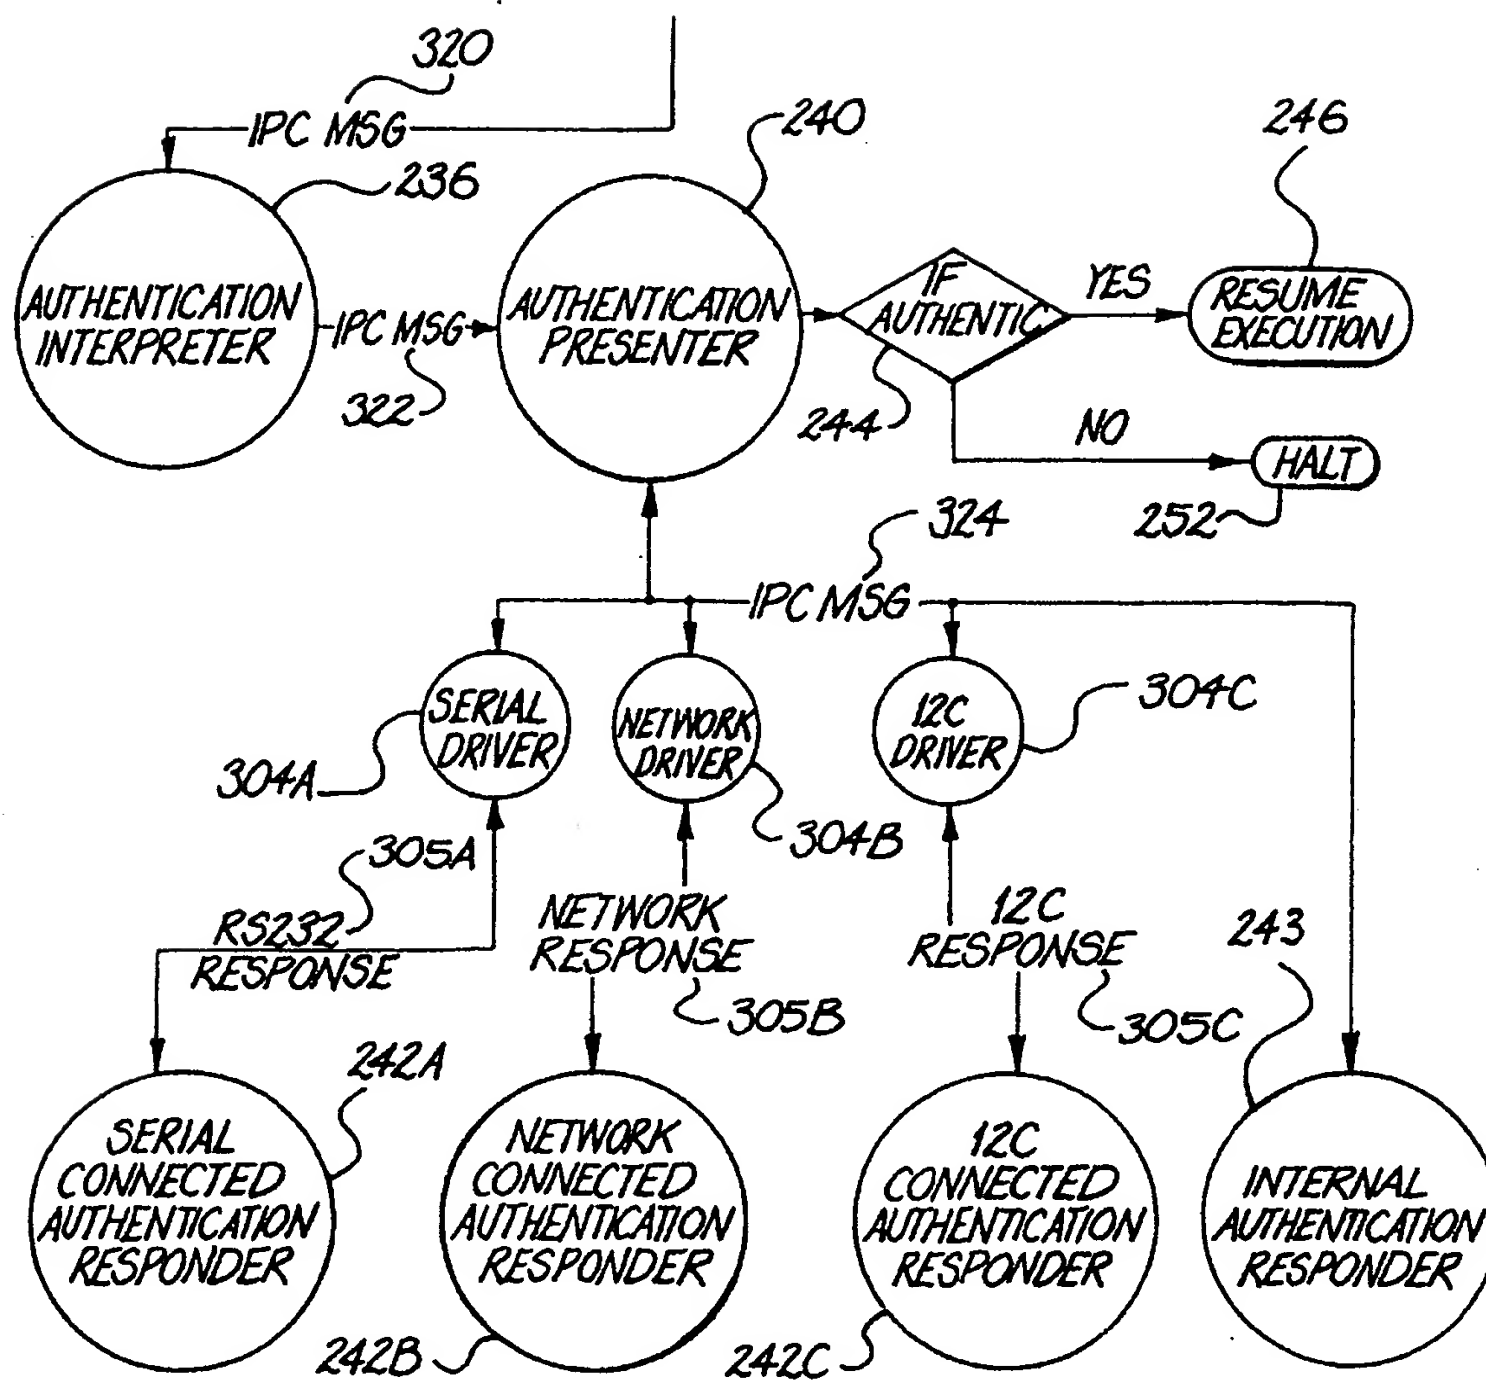 320
IPC MSG
240
246
236
AUTHENTICATION
INTERPRETER
IPC MSG
322
AUTHENTICATION
PRESENTER
IF
AUTHENTIC
244
YES
RESUME
EXECUTION
NO
HALT
252
324
IPC MSG
SERIAL
DRIVER
304A
NETWORK
DRIVER
304B
12C
DRIVER
304C
305A
RS232
RESPONSE
NETWORK
RESPONSE
305B
12C
RESPONSE
305C
243
242A
SERIAL
CONNECTED
AUTHENTICATION
RESPONDER
NETWORK
CONNECTED
AUTHENTICATION
RESPONDER
242B
12C
CONNECTED
AUTHENTICATION
RESPONDER
242C
INTERNAL
AUTHENTICATION
RESPONDER